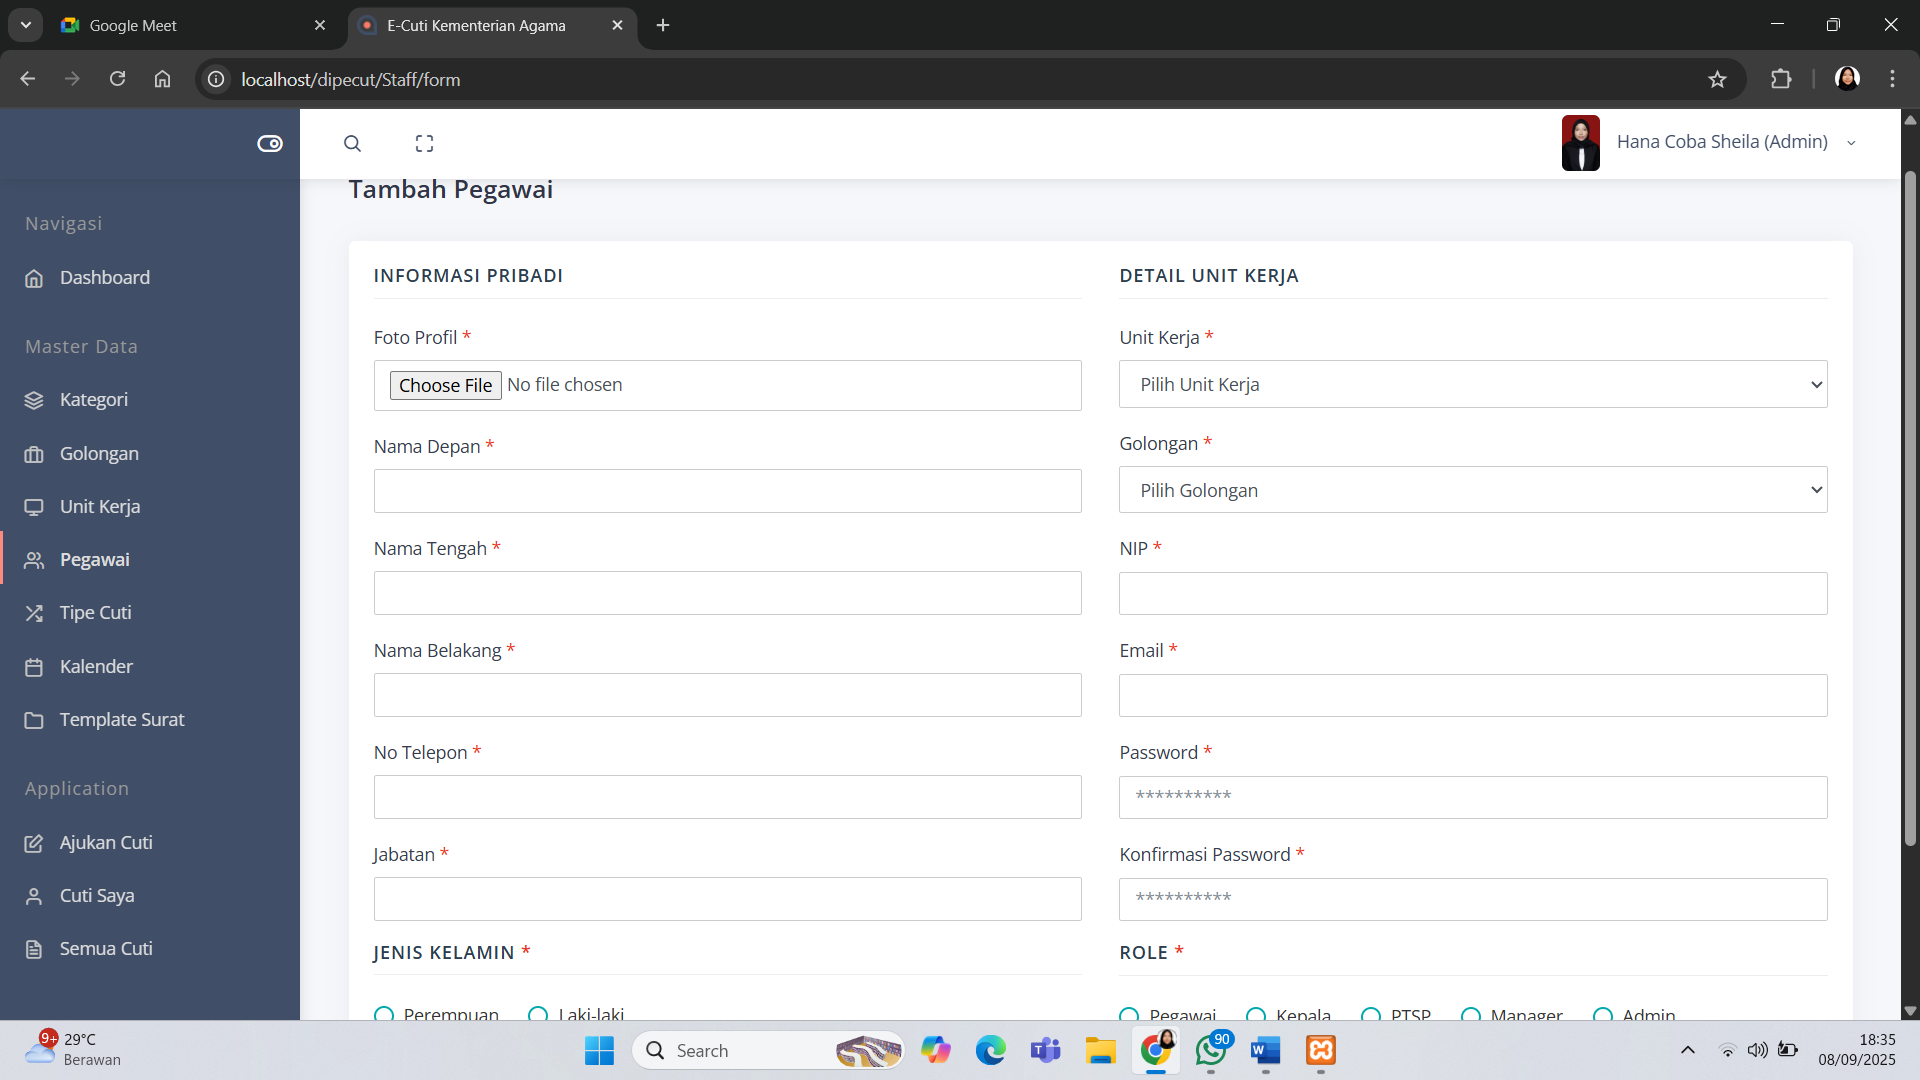 Google Meet
E-Cuti Kementerian Agama
localhost/dipecut/Staff/form
Hana Coba Sheila (Admin)
Navigasi
Dashboard
Master Data
Kategori
Golongan
Unit Kerja
Pegawai
Tipe Cuti
Kalender
Template Surat
Application
Ajukan Cuti
Cuti Saya
Semua Cuti
Tambah Pegawai
INFORMASI PRIBADI
Foto Profil *
Choose File No file chosen
Nama Depan *
Nama Tengah *
Nama Belakang *
No Telepon *
Jabatan *
JENIS KELAMIN *
Perempuan Laki-laki
DETAIL UNIT KERJA
Unit Kerja *
Pilih Unit Kerja
Golongan *
Pilih Golongan
NIP *
Email *
Password *
**********
Konfirmasi Password *
**********
ROLE *
Pegawai Kepala PTSP Manager Admin
9+
29°C
Berawan
Search
90
18:35
08/09/2025